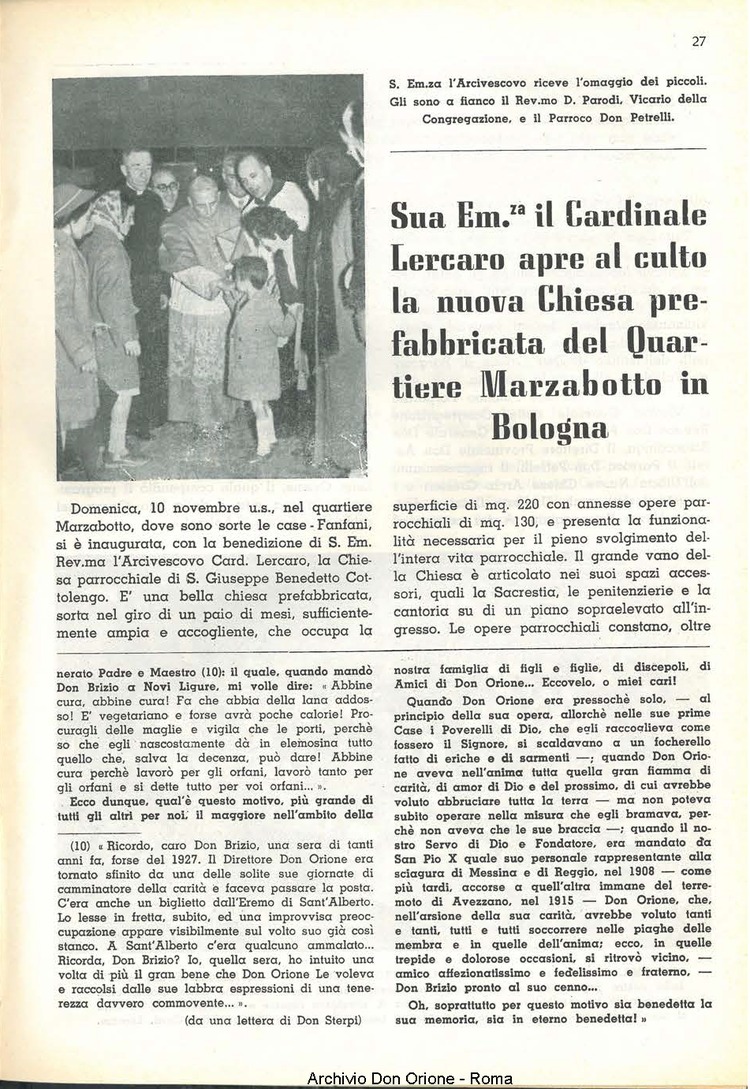 27
S. Em.za l'Arcivescovo riceve l'omaggio dei piccoli.
Gli sono a fianco il Rev.mo D. Parodi, Vicario della
Congregazione, e il Parroco Don Petrelli.
Sua Em.za il Cardinale
Lercaro apre al culto
la nuova Chiesa pre-
fabbricata del Quar-
tiere Marzabotto in
Bologna
Domenica, 10 novembre u.s., nel quartiere
Marzabotto, dove sono sorte le case - Fanfani,
si è inaugurata, con la benedizione di S. Em.
Rev.ma l'Arcivescovo Card. Lercaro, la Chie-
sa parrocchiale di S. Giuseppe Benedetto Cot-
tolengo. E' una bella chiesa prefabbricata,
sorta nel giro di un paio di mesi, sufficiente-
mente ampia e accogliente, che occupa la
superficie di mq. 220 con annesse opere par-
rocchiali di mq. 130, e presenta la funziona-
lità necessaria per il pieno svolgimento del-
l'intera vita parrocchiale. Il grande vano del-
la Chiesa è articolato nei suoi spazi acces-
sori, quali la Sacrestia, le penitenzierie e la
cantoria su di un piano sopraelevato all'in-
gresso. Le opere parrocchiali constano, oltre
nerato Padre e Maestro (10): il quale, quando mandò
Don Brizio a Novi Ligure, mi volle dire: « Abbine
cura, abbine cura! Fa che abbia della lana addos-
so! E' vegetariano e forse avrà poche calorie! Pro-
curagli delle maglie e vigila che le porti, perchè
so che egli nascostamente dà in elemosina tutto
quello che, salva la decenza, può dare! Abbine
cura perchè lavorò per gli orfani, lavorò tanto per
gli orfani e si dette tutto per voi orfani... ».
Ecco dunque, qual'è questo motivo, più grande di
tutti gli altri per noi: il maggiore nell'ambito della
(10) « Ricordo, caro Don Brizio, una sera di tanti
anni fa, forse del 1927. Il Direttore Don Orione era
tornato sfinito da una delle solite sue giornate di
camminatore della carità e faceva passare la posta.
C'era anche un biglietto dall'Eremo di Sant'Alberto.
Lo lesse in fretta, subito, ed una improvvisa preoc-
cupazione appare visibilmente sul volto suo già così
stanco. A Sant'Alberto c'era qualcuno ammalato...
Ricorda, Don Brizio? Io, quella sera, ho intuito una
volta di più il gran bene che Don Orione Le voleva
e raccolsi dalle sue labbra espressioni di una tene-
rezza davvero commovente... ».
(da una lettera di Don Sterpi)
nostra famiglia di figli e figlie, di discepoli, di
Amici di Don Orione... Eccovelo, o miei cari!
Quando Don Orione era pressochè solo, — al
principio della sua opera, allorchè nelle sue prime
Case i Poverelli di Dio, che egli raccoglieva come
fossero il Signore, si scaldavano a un focherello
fatto di eriche e di sarmenti —; quando Don Orio-
ne aveva nell'anima tutta quella gran fiamma di
carità, di amor di Dio e del prossimo, di cui avrebbe
voluto abbruciare tutta la terra — ma non poteva
subito operare nella misura che egli bramava, per-
chè non aveva che le sue braccia —; quando il no-
stro Servo di Dio e Fondatore, era mandato da
San Pio X quale suo personale rappresentante alla
sciagura di Messina e di Reggio, nel 1908 — come
più tardi, accorse a quell'altra immane del terre-
moto di Avezzano, nel 1915 — Don Orione, che,
nell'arsione della sua carità, avrebbe voluto tanti
e tanti, tutti e tutti soccorrere nelle piaghe delle
membra e in quelle dell'anima; ecco, in quelle
trepide e dolorose occasioni, si ritrovò vicino, —
amico affezionatissimo e fedelissimo e fraterno, —
Don Brizio pronto al suo cenno...
Oh, soprattutto per questo motivo sia benedetta la
sua memoria, sia in eterno benedetta! »
Archivio Don Orione - Roma